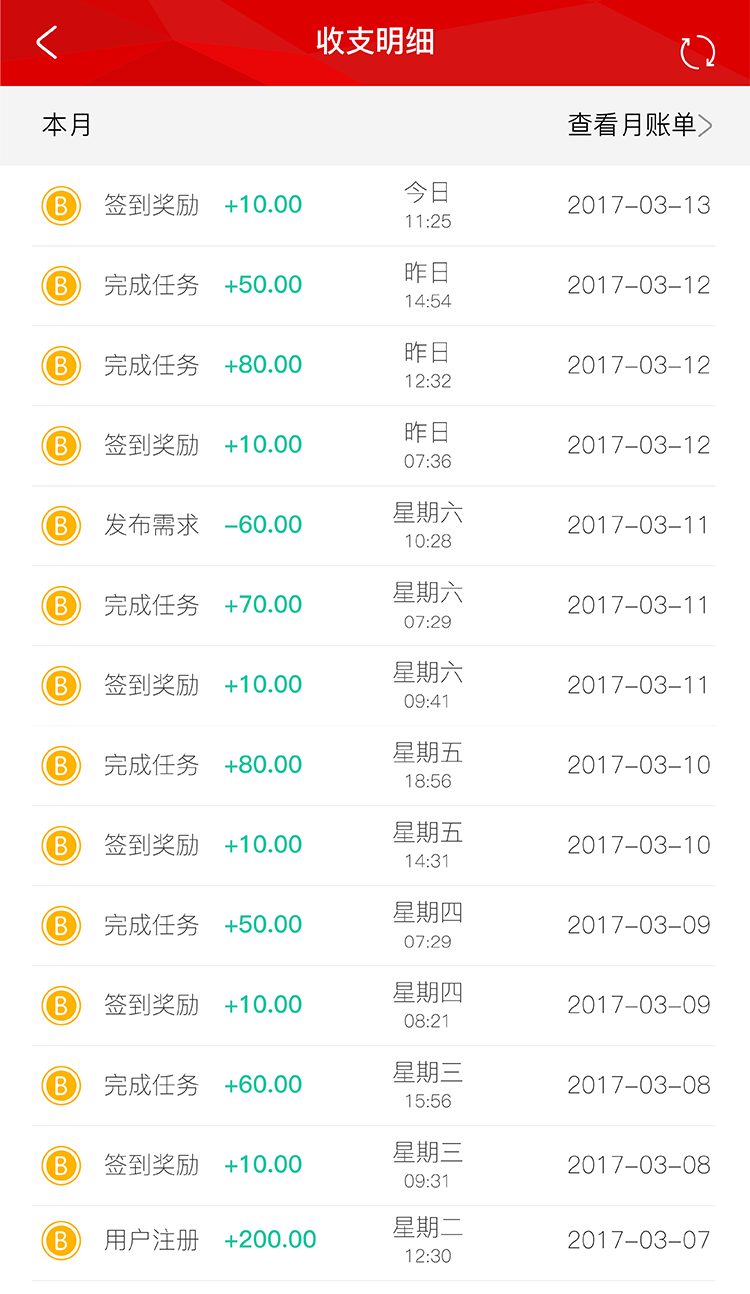 收支明细
本月 查看月账单
B 签到奖励 +10.00 今日 11:25 2017-03-13
B 完成任务 +50.00 昨日 14:54 2017-03-12
B 完成任务 +80.00 昨日 12:32 2017-03-12
B 签到奖励 +10.00 昨日 07:36 2017-03-12
B 发布需求 -60.00 星期六 10:28 2017-03-11
B 完成任务 +70.00 星期六 07:29 2017-03-11
B 签到奖励 +10.00 星期六 09:41 2017-03-11
B 完成任务 +80.00 星期五 18:56 2017-03-10
B 签到奖励 +10.00 星期五 14:31 2017-03-10
B 完成任务 +50.00 星期四 07:29 2017-03-09
B 签到奖励 +10.00 星期四 08:21 2017-03-09
B 完成任务 +60.00 星期三 15:56 2017-03-08
B 签到奖励 +10.00 星期三 09:31 2017-03-08
B 用户注册 +200.00 星期二 12:30 2017-03-07